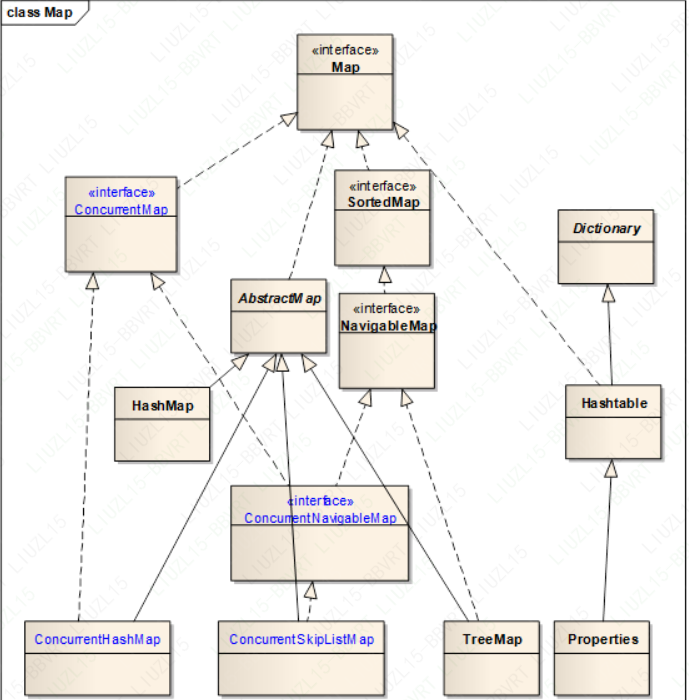 class Map
«interface»
Map
«interface»
ConcurrentMap
«interface»
SortedMap
Dictionary
AbstractMap
«interface»
NavigableMap
HashMap
Hashtable
«interface»
ConcurrentNavigableMap
ConcurrentHashMap
ConcurrentSkipListMap
TreeMap
Properties